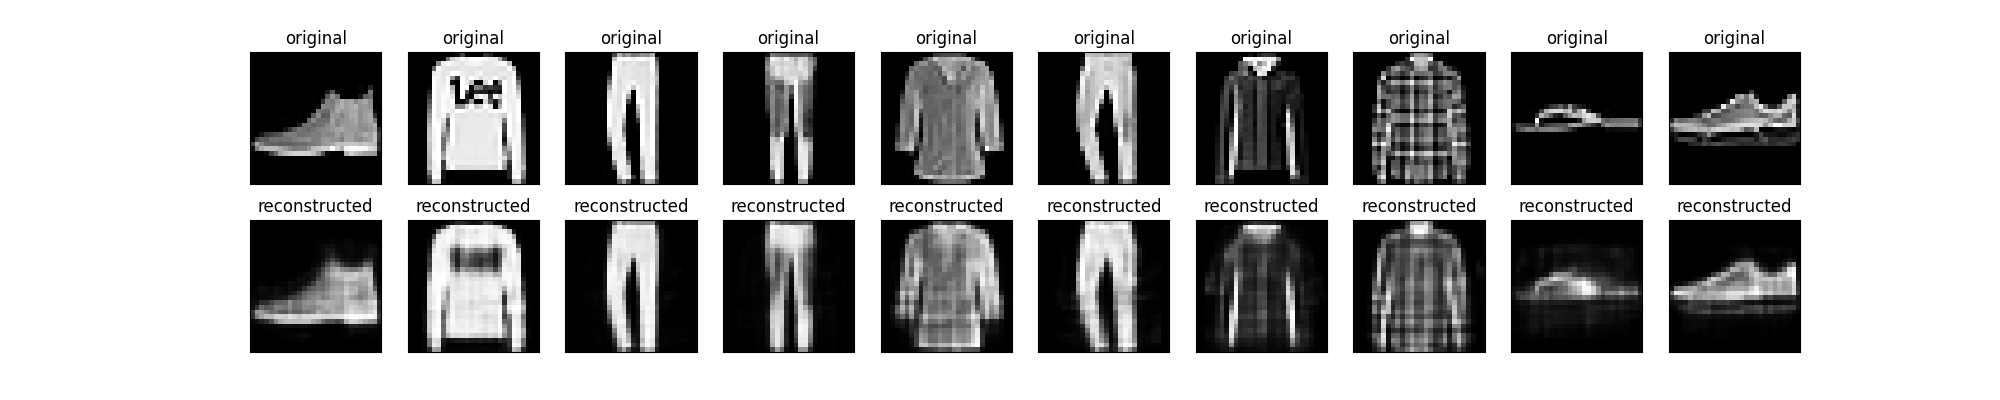 original original original original original original original original original original
Lee
reconstructed reconstructed reconstructed reconstructed reconstructed reconstructed reconstructed reconstructed reconstructed reconstructed